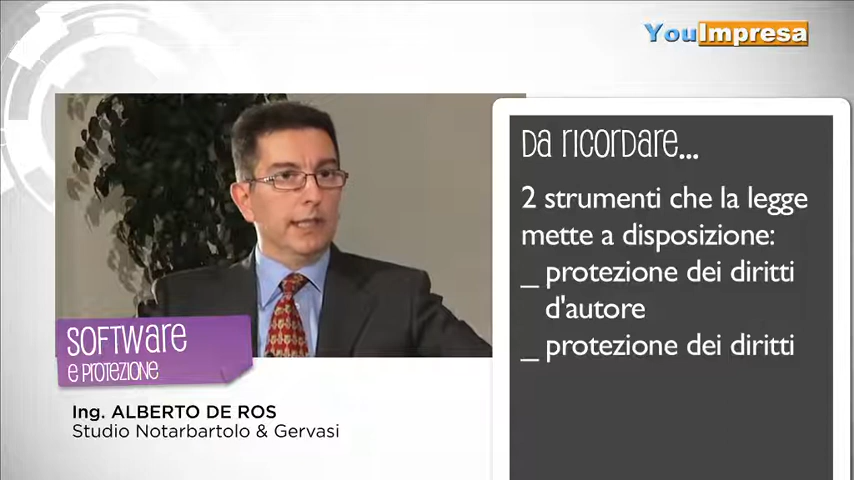 YouImpresa
Da ricordare...
2 strumenti che la legge
mette a disposizione:
_ protezione dei diritti
d'autore
_ protezione dei diritti
SOFTware
e PROTEZIONE
Ing. ALBERTO DE ROS
Studio Notarbartolo & Gervasi